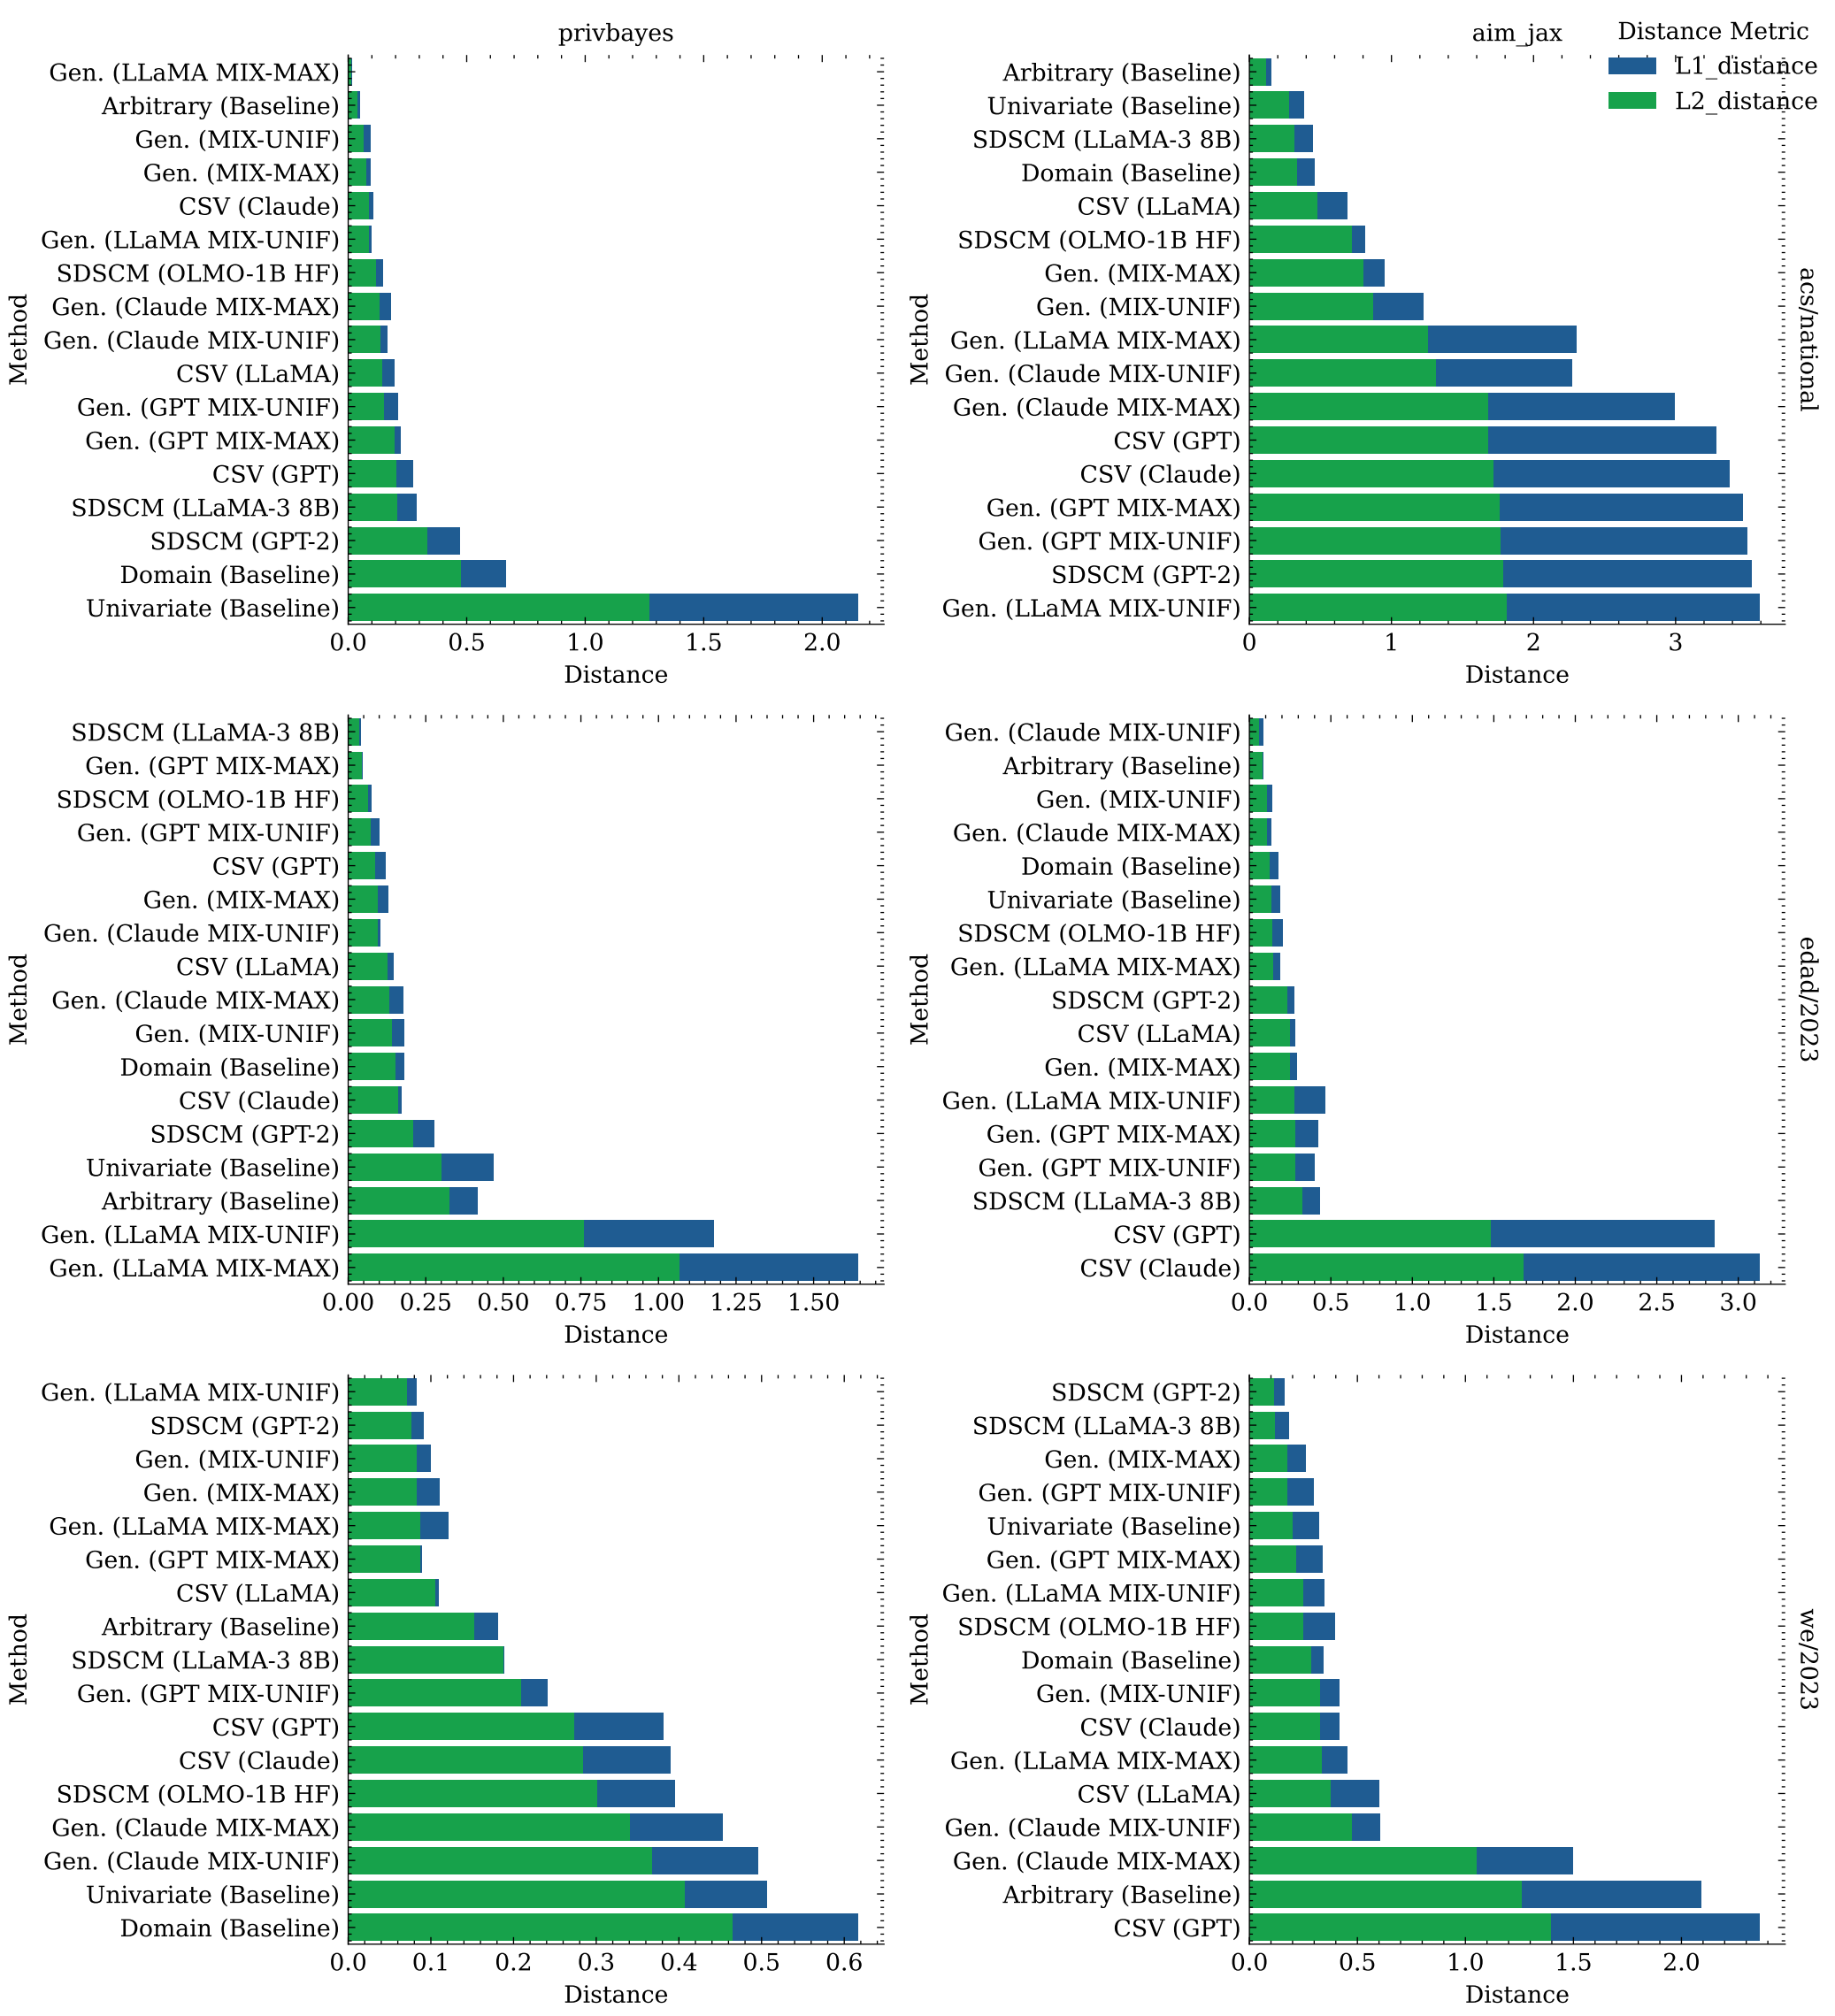 privbayes
aim_jax
Distance Metric
L1_distance
L2_distance
Method
Gen. (LLaMA MIX-MAX)
Arbitrary (Baseline)
Gen. (MIX-UNIF)
Gen. (MIX-MAX)
CSV (Claude)
Gen. (LLaMA MIX-UNIF)
SDSCM (OLMO-1B HF)
Gen. (Claude MIX-MAX)
Gen. (Claude MIX-UNIF)
CSV (LLaMA)
Gen. (GPT MIX-UNIF)
Gen. (GPT MIX-MAX)
CSV (GPT)
SDSCM (LLaMA-3 8B)
SDSCM (GPT-2)
Domain (Baseline)
Univariate (Baseline)
0.0 0.5 1.0 1.5 2.0
Distance
Method
Arbitrary (Baseline)
Univariate (Baseline)
SDSCM (LLaMA-3 8B)
Domain (Baseline)
CSV (LLaMA)
SDSCM (OLMO-1B HF)
Gen. (MIX-MAX)
Gen. (MIX-UNIF)
Gen. (LLaMA MIX-MAX)
Gen. (Claude MIX-UNIF)
Gen. (Claude MIX-MAX)
CSV (GPT)
CSV (Claude)
Gen. (GPT MIX-MAX)
Gen. (GPT MIX-UNIF)
SDSCM (GPT-2)
Gen. (LLaMA MIX-UNIF)
0 1 2 3
Distance
acs/national
Method
SDSCM (LLaMA-3 8B)
Gen. (GPT MIX-MAX)
SDSCM (OLMO-1B HF)
Gen. (GPT MIX-UNIF)
CSV (GPT)
Gen. (MIX-MAX)
Gen. (Claude MIX-UNIF)
CSV (LLaMA)
Gen. (Claude MIX-MAX)
Gen. (MIX-UNIF)
Domain (Baseline)
CSV (Claude)
SDSCM (GPT-2)
Univariate (Baseline)
Arbitrary (Baseline)
Gen. (LLaMA MIX-UNIF)
Gen. (LLaMA MIX-MAX)
0.00 0.25 0.50 0.75 1.00 1.25 1.50
Distance
Method
Gen. (Claude MIX-UNIF)
Arbitrary (Baseline)
Gen. (MIX-UNIF)
Gen. (Claude MIX-MAX)
Domain (Baseline)
Univariate (Baseline)
SDSCM (OLMO-1B HF)
Gen. (LLaMA MIX-MAX)
SDSCM (GPT-2)
CSV (LLaMA)
Gen. (MIX-MAX)
Gen. (LLaMA MIX-UNIF)
Gen. (GPT MIX-MAX)
Gen. (GPT MIX-UNIF)
SDSCM (LLaMA-3 8B)
CSV (GPT)
CSV (Claude)
0.0 0.5 1.0 1.5 2.0 2.5 3.0
Distance
edad/2023
Method
Gen. (LLaMA MIX-UNIF)
SDSCM (GPT-2)
Gen. (MIX-UNIF)
Gen. (MIX-MAX)
Gen. (LLaMA MIX-MAX)
Gen. (GPT MIX-MAX)
CSV (LLaMA)
Arbitrary (Baseline)
SDSCM (LLaMA-3 8B)
Gen. (GPT MIX-UNIF)
CSV (GPT)
CSV (Claude)
SDSCM (OLMO-1B HF)
Gen. (Claude MIX-MAX)
Gen. (Claude MIX-UNIF)
Univariate (Baseline)
Domain (Baseline)
0.0 0.1 0.2 0.3 0.4 0.5 0.6
Distance
Method
SDSCM (GPT-2)
SDSCM (LLaMA-3 8B)
Gen. (MIX-MAX)
Gen. (GPT MIX-UNIF)
Univariate (Baseline)
Gen. (GPT MIX-MAX)
Gen. (LLaMA MIX-UNIF)
SDSCM (OLMO-1B HF)
Domain (Baseline)
Gen. (MIX-UNIF)
CSV (Claude)
Gen. (LLaMA MIX-MAX)
CSV (LLaMA)
Gen. (Claude MIX-UNIF)
Gen. (Claude MIX-MAX)
Arbitrary (Baseline)
CSV (GPT)
0.0 0.5 1.0 1.5 2.0
Distance
we/2023